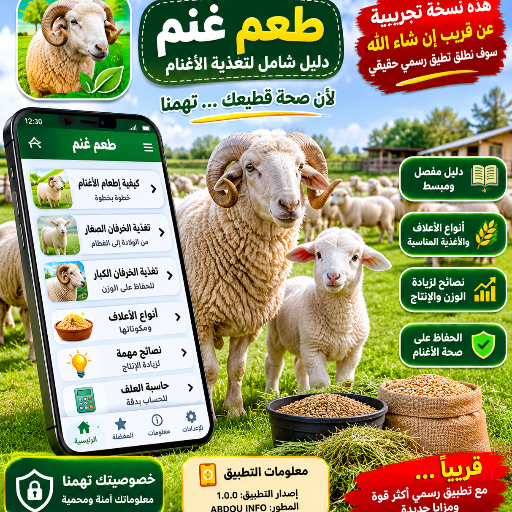 طعم غنم
دليل شامل لتغذية الأغنام
لأن صحة قطيعك ... تهمنا
هذه نسخة تجريبية
عن قريب إن شاء الله
سوف نطلق تطبيق رسمي حقيقي
12:30
طعم غنم
كيفية إطعام الأغنام
خطوة بخطوة
تغذية الخرفان الصغار
من الولادة إلى الفطام
تغذية الخرفان الكبار
للحفاظ على الوزن
أنواع الأعلاف
ومكوناتها
نصائح مهمة
لزيادة الإنتاج
حاسبة العلف
للحساب بدقة
الرئيسية
المفضلة
معلومات
الإعدادات
دليل مفصل
ومبسط
أنواع الأعلاف
والأغذية المناسبة
نصائح لزيادة
الوزن والإنتاج
الحفاظ على
صحة الأغنام
خصوصيتك تهمنا
معلوماتك آمنة ومحمية
معلومات التطبيق
إصدار التطبيق: 1.0.0
المطور: ABDOU INFO
قريباً ...
مع تطبيق رسمي أكثر قوة
ومزايا جديدة